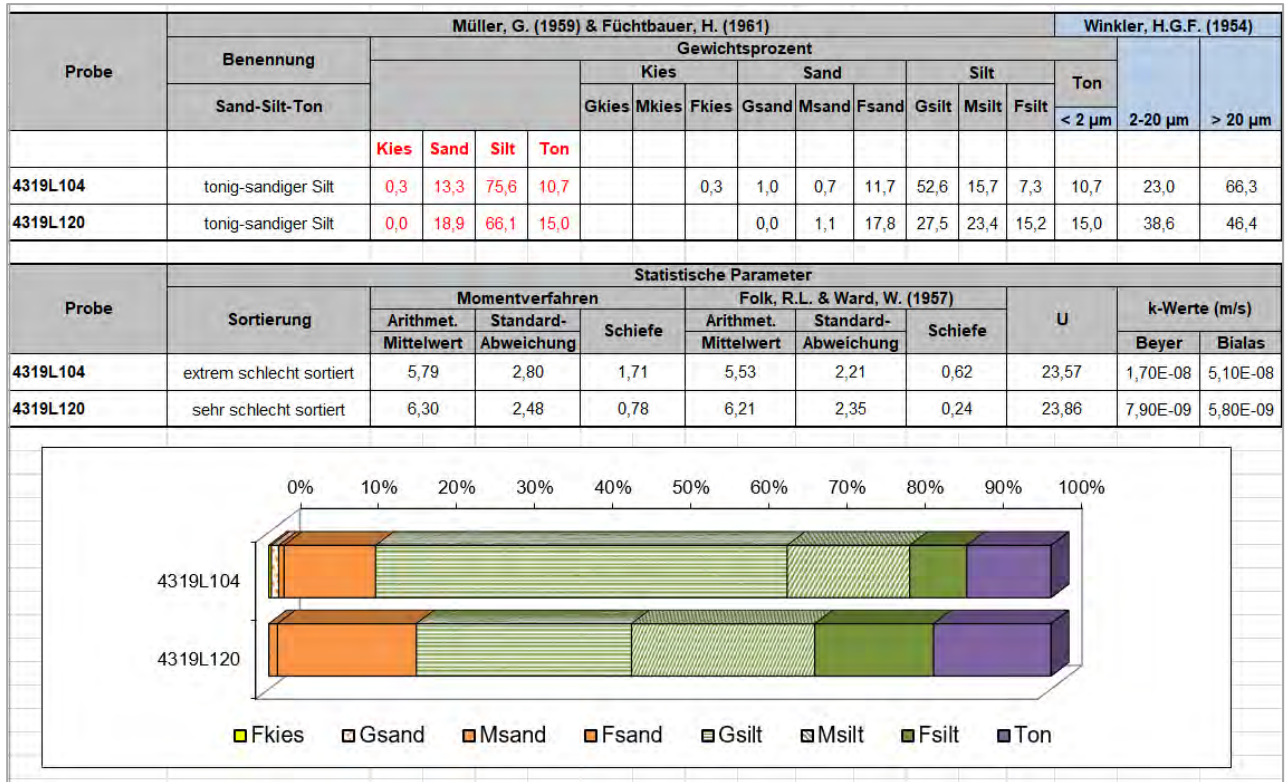 Müller, G. (1959) & Füchtbauer, H. (1961) Winkler, H.G.F. (1954)
Probe Benennung Gewichtsprozent
Kies Sand Silt Ton
Sand-Silt-Ton Gkies Mkies Fkies Gsand Msand Fsand Gsilt Msilt Fsilt
< 2 µm 2-20 µm > 20 µm
Kies Sand Silt Ton
4319L104 tonig-sandiger Silt 0,3 13,3 75,6 10,7 0,3 1,0 0,7 11,7 52,6 15,7 7,3 10,7 23,0 66,3
4319L120 tonig-sandiger Silt 0,0 18,9 66,1 15,0 0,0 1,1 17,8 27,5 23,4 15,2 15,0 38,6 46,4
Statistische Parameter
Probe Sortierung Momentverfahren Folk, R.L. & Ward, W. (1957) U k-Werte (m/s)
Arithmet. Standard- Schiefe Arithmet. Standard- Schiefe
Mittelwert Abweichung Mittelwert Abweichung Beyer Bialas
4319L104 extrem schlecht sortiert 5,79 2,80 1,71 5,53 2,21 0,62 23,57 1,70E-08 5,10E-08
4319L120 sehr schlecht sortiert 6,30 2,48 0,78 6,21 2,35 0,24 23,86 7,90E-09 5,80E-09
0% 10% 20% 30% 40% 50% 60% 70% 80% 90% 100%
4319L104
4319L120
Fkies Gsand Msand Fsand Gsilt Msilt Fsilt Ton